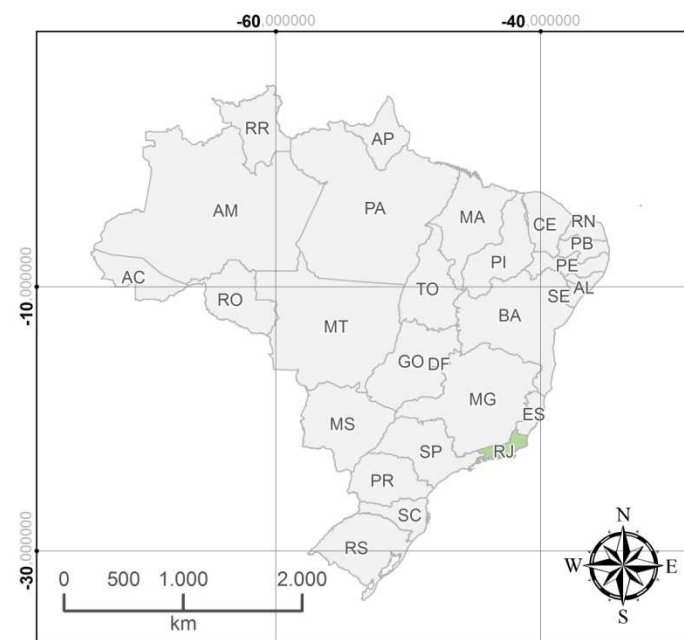 -60,000000 -40,000000
RR AP
AM PA MA CE RN
PB
PI PE
AC TO AL
-10,000000 RO SE
MT BA
GO DF
MG
MS ES
SP RJ
PR
SC
RS
-30,000000
N
W E
S
0 500 1.000 2.000
km